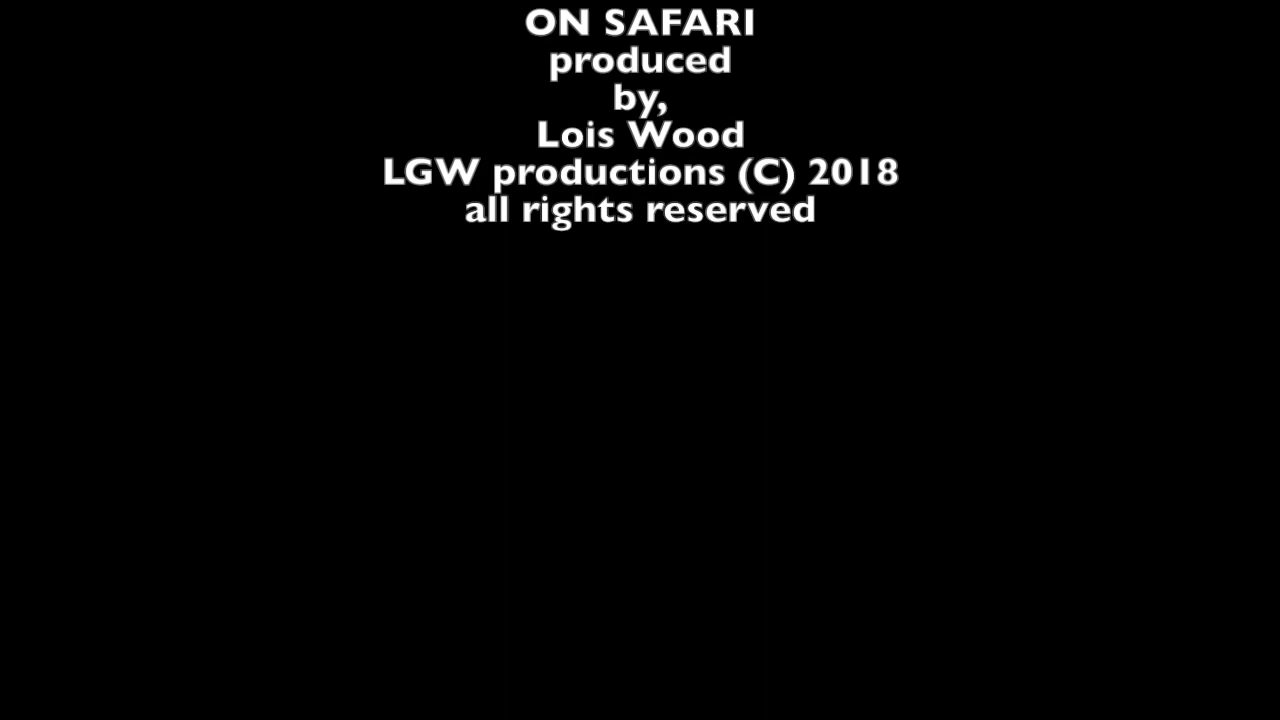 ON SAFARI
produced
by,
Lois Wood
LGW productions (C) 2018
all rights reserved